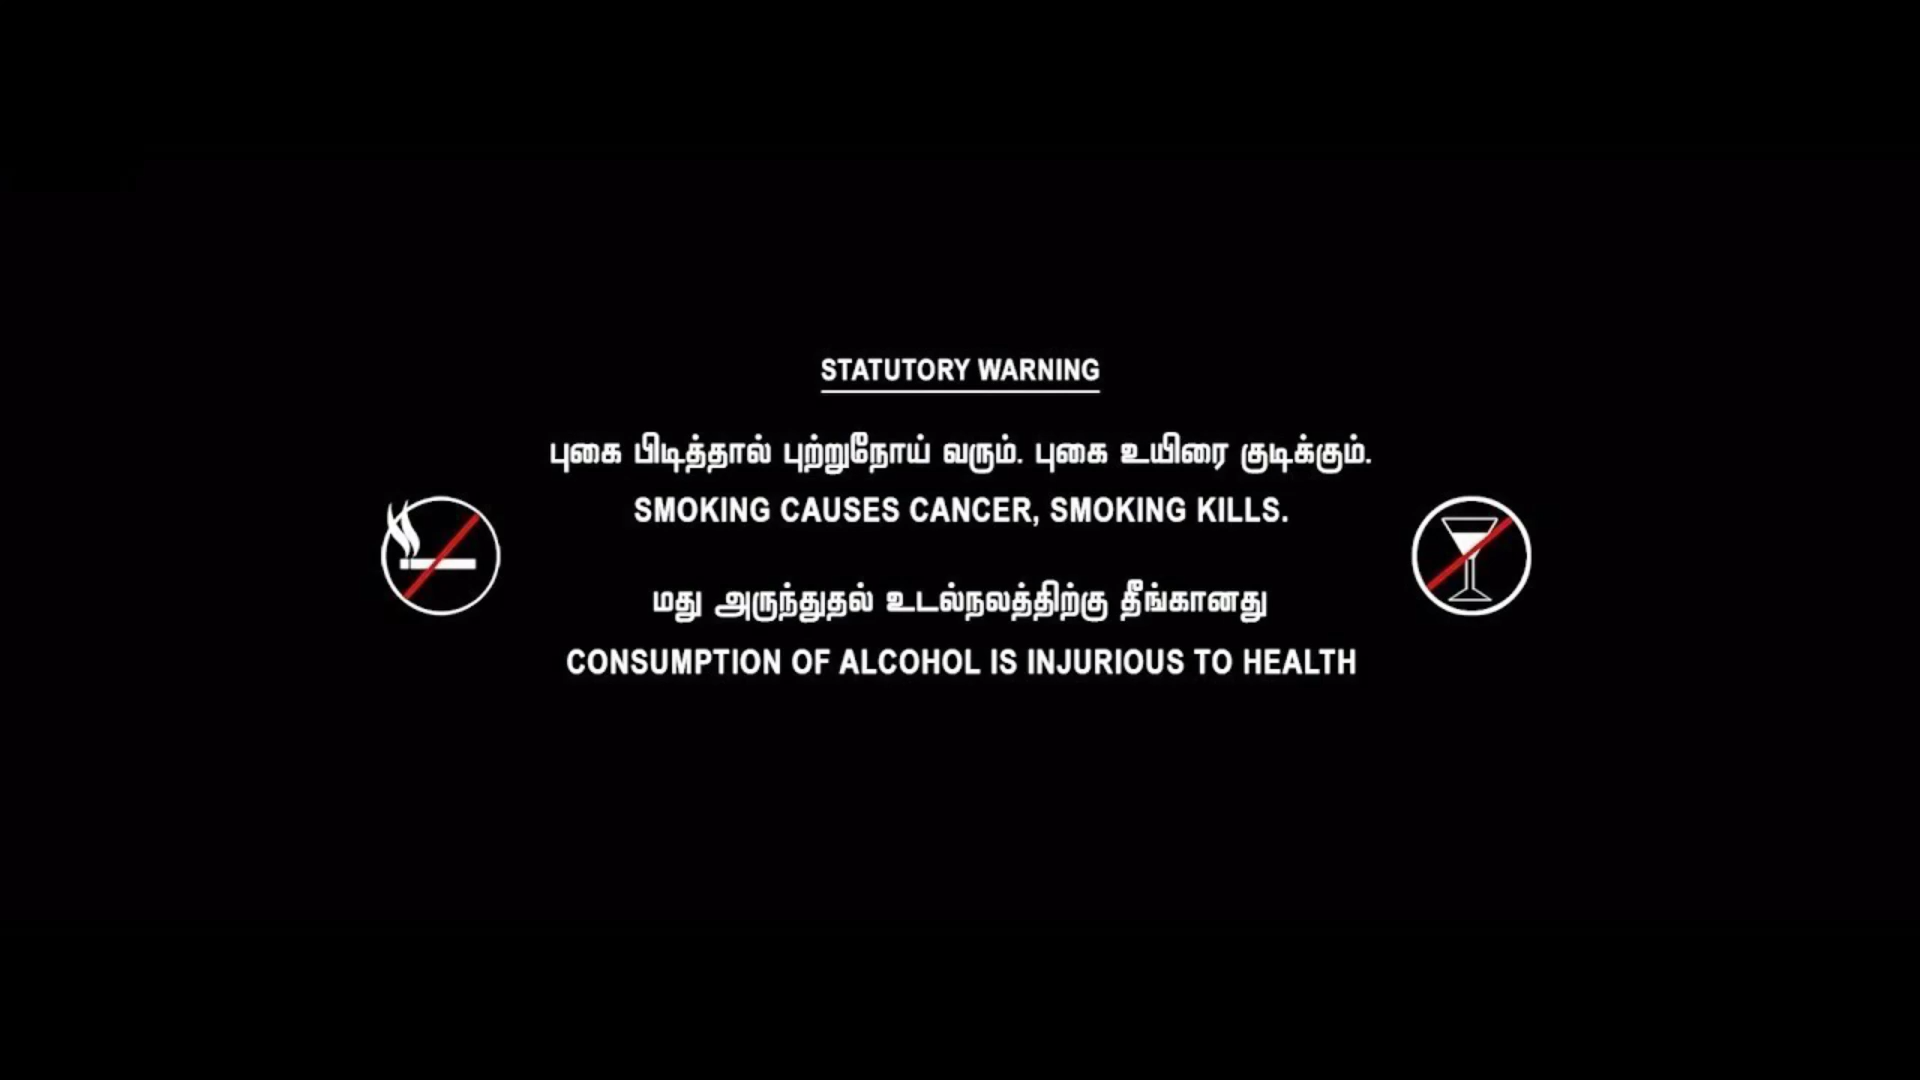 STATUTORY WARNING
புகை பிடித்தால் புற்றுநோய் வரும். புகை உயிரை குடிக்கும்.
SMOKING CAUSES CANCER, SMOKING KILLS.
மது அருந்துதல் உடல்நலத்திற்கு தீங்கானது
CONSUMPTION OF ALCOHOL IS INJURIOUS TO HEALTH